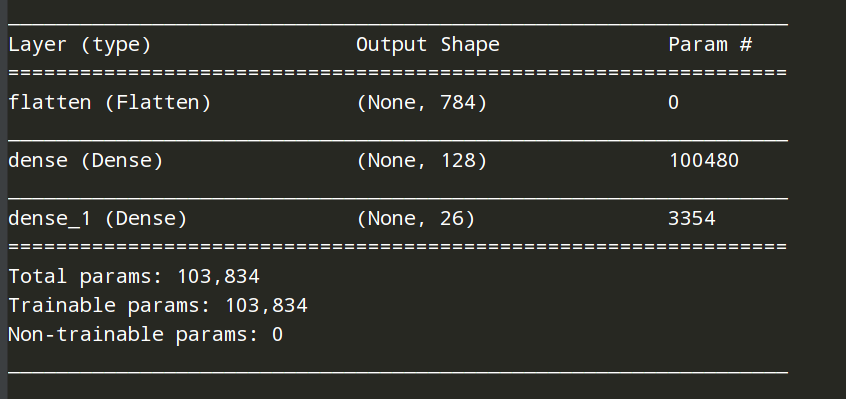 Layer (type) Output Shape Param #
=================================================================
flatten (Flatten) (None, 784) 0
_________________________________________________________________
dense (Dense) (None, 128) 100480
_________________________________________________________________
dense_1 (Dense) (None, 26) 3354
=================================================================
Total params: 103,834
Trainable params: 103,834
Non-trainable params: 0
_________________________________________________________________